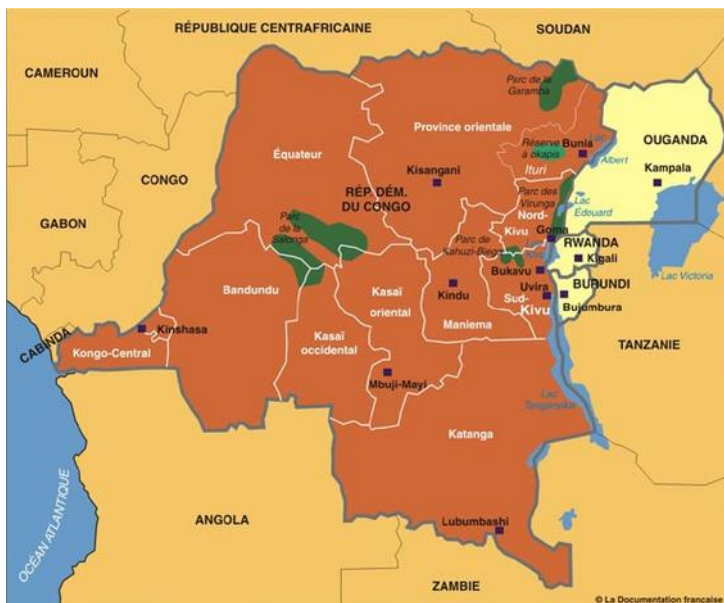 RÉPUBLIQUE CENTRAFRICAINE
SOUDAN
CAMEROUN
Parc de la
Garamba
Province orientale
OUGANDA
Réserve
à okapis
Bunia
Lac
Albert
Ituri
Kampala
Équateur
CONGO
Kisangani
RÉP. DÉM.
DU CONGO
Parc des
Virunga
Lac
Édouard
GABON
Parc
de la
Salonga
Nord-
Kivu
Goma
RWANDA
Kigali
Parc de
Kahuzi-Biega
Lac
Lac Victoria
Bukavu
BURUNDI
Bandundu
Kasaï
oriental
Kindu
Uvira
Sud-
Kivu
Bujumbura
Maniema
CABINDA
Kinshasa
Kongo-Central
Kasaï
occidental
TANZANIE
Mbuji-Mayi
Lac
Tanganyika
Katanga
OCÉAN ATLANTIQUE
ANGOLA
Lubumbashi
ZAMBIE
© La Documentation française